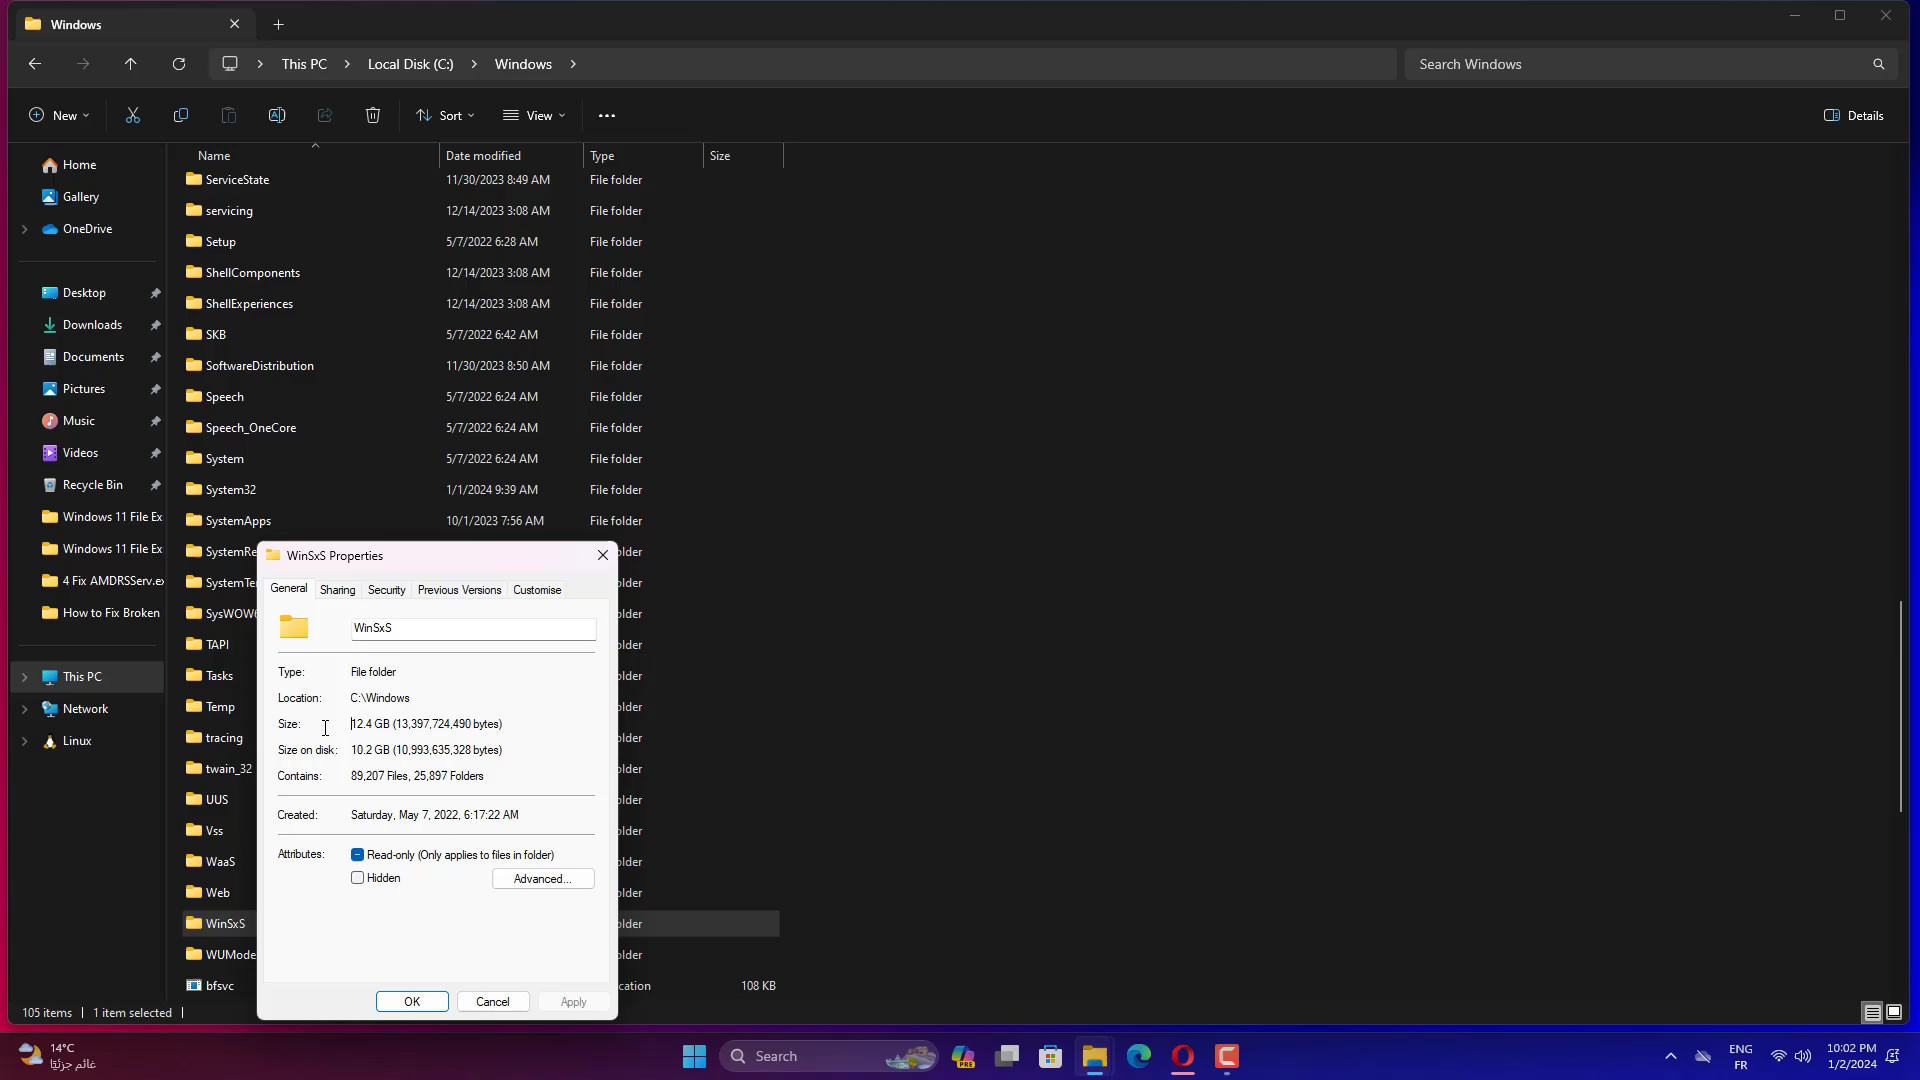 Windows
This PC
Local Disk (C:)
Windows
Search Windows
New
Sort
View
Details
Name
Date modified
Type
Size
Home
Gallery
OneDrive
Desktop
Downloads
Documents
Pictures
Music
Videos
Recycle Bin
Windows 11 File Ex
Windows 11 File Ex
4 Fix AMDRSServ.ex
How to Fix Broken
This PC
Network
Linux
ServiceState 11/30/2023 8:49 AM File folder
servicing 12/14/2023 3:08 AM File folder
Setup 5/7/2022 6:28 AM File folder
ShellComponents 12/14/2023 3:08 AM File folder
ShellExperiences 12/14/2023 3:08 AM File folder
SKB 5/7/2022 6:42 AM File folder
SoftwareDistribution 11/30/2023 8:50 AM File folder
Speech 5/7/2022 6:24 AM File folder
Speech_OneCore 5/7/2022 6:24 AM File folder
System 5/7/2022 6:24 AM File folder
System32 1/1/2024 9:39 AM File folder
SystemApps 10/1/2023 7:56 AM File folder
SystemRe older
SystemTe older
SysWOW6 older
TAPI older
Tasks older
Temp older
tracing older
twain_32 older
UUS older
Vss older
WaaS older
Web older
WinSxS older
WUMode older
bfsvc cation 108 KB
WinSxS Properties
General Sharing Security Previous Versions Customise
WinSxS
Type: File folder
Location: C:\Windows
Size: 12.4 GB (13,397,724,490 bytes)
Size on disk: 10.2 GB (10,993,635,328 bytes)
Contains: 89,207 Files, 25,897 Folders
Created: Saturday, May 7, 2022, 6:17:22 AM
Attributes: Read-only (Only applies to files in folder)
Hidden
Advanced...
OK Cancel Apply
105 items
1 item selected
14°C
غائم جزئيًا
Search
PRE
ENG
FR
10:02 PM
1/2/2024